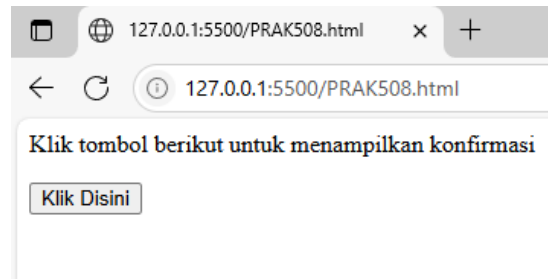 127.0.0.1:5500/PRAK508.html
127.0.0.1:5500/PRAK508.html
Klik tombol berikut untuk menampilkan konfirmasi
Klik Disini